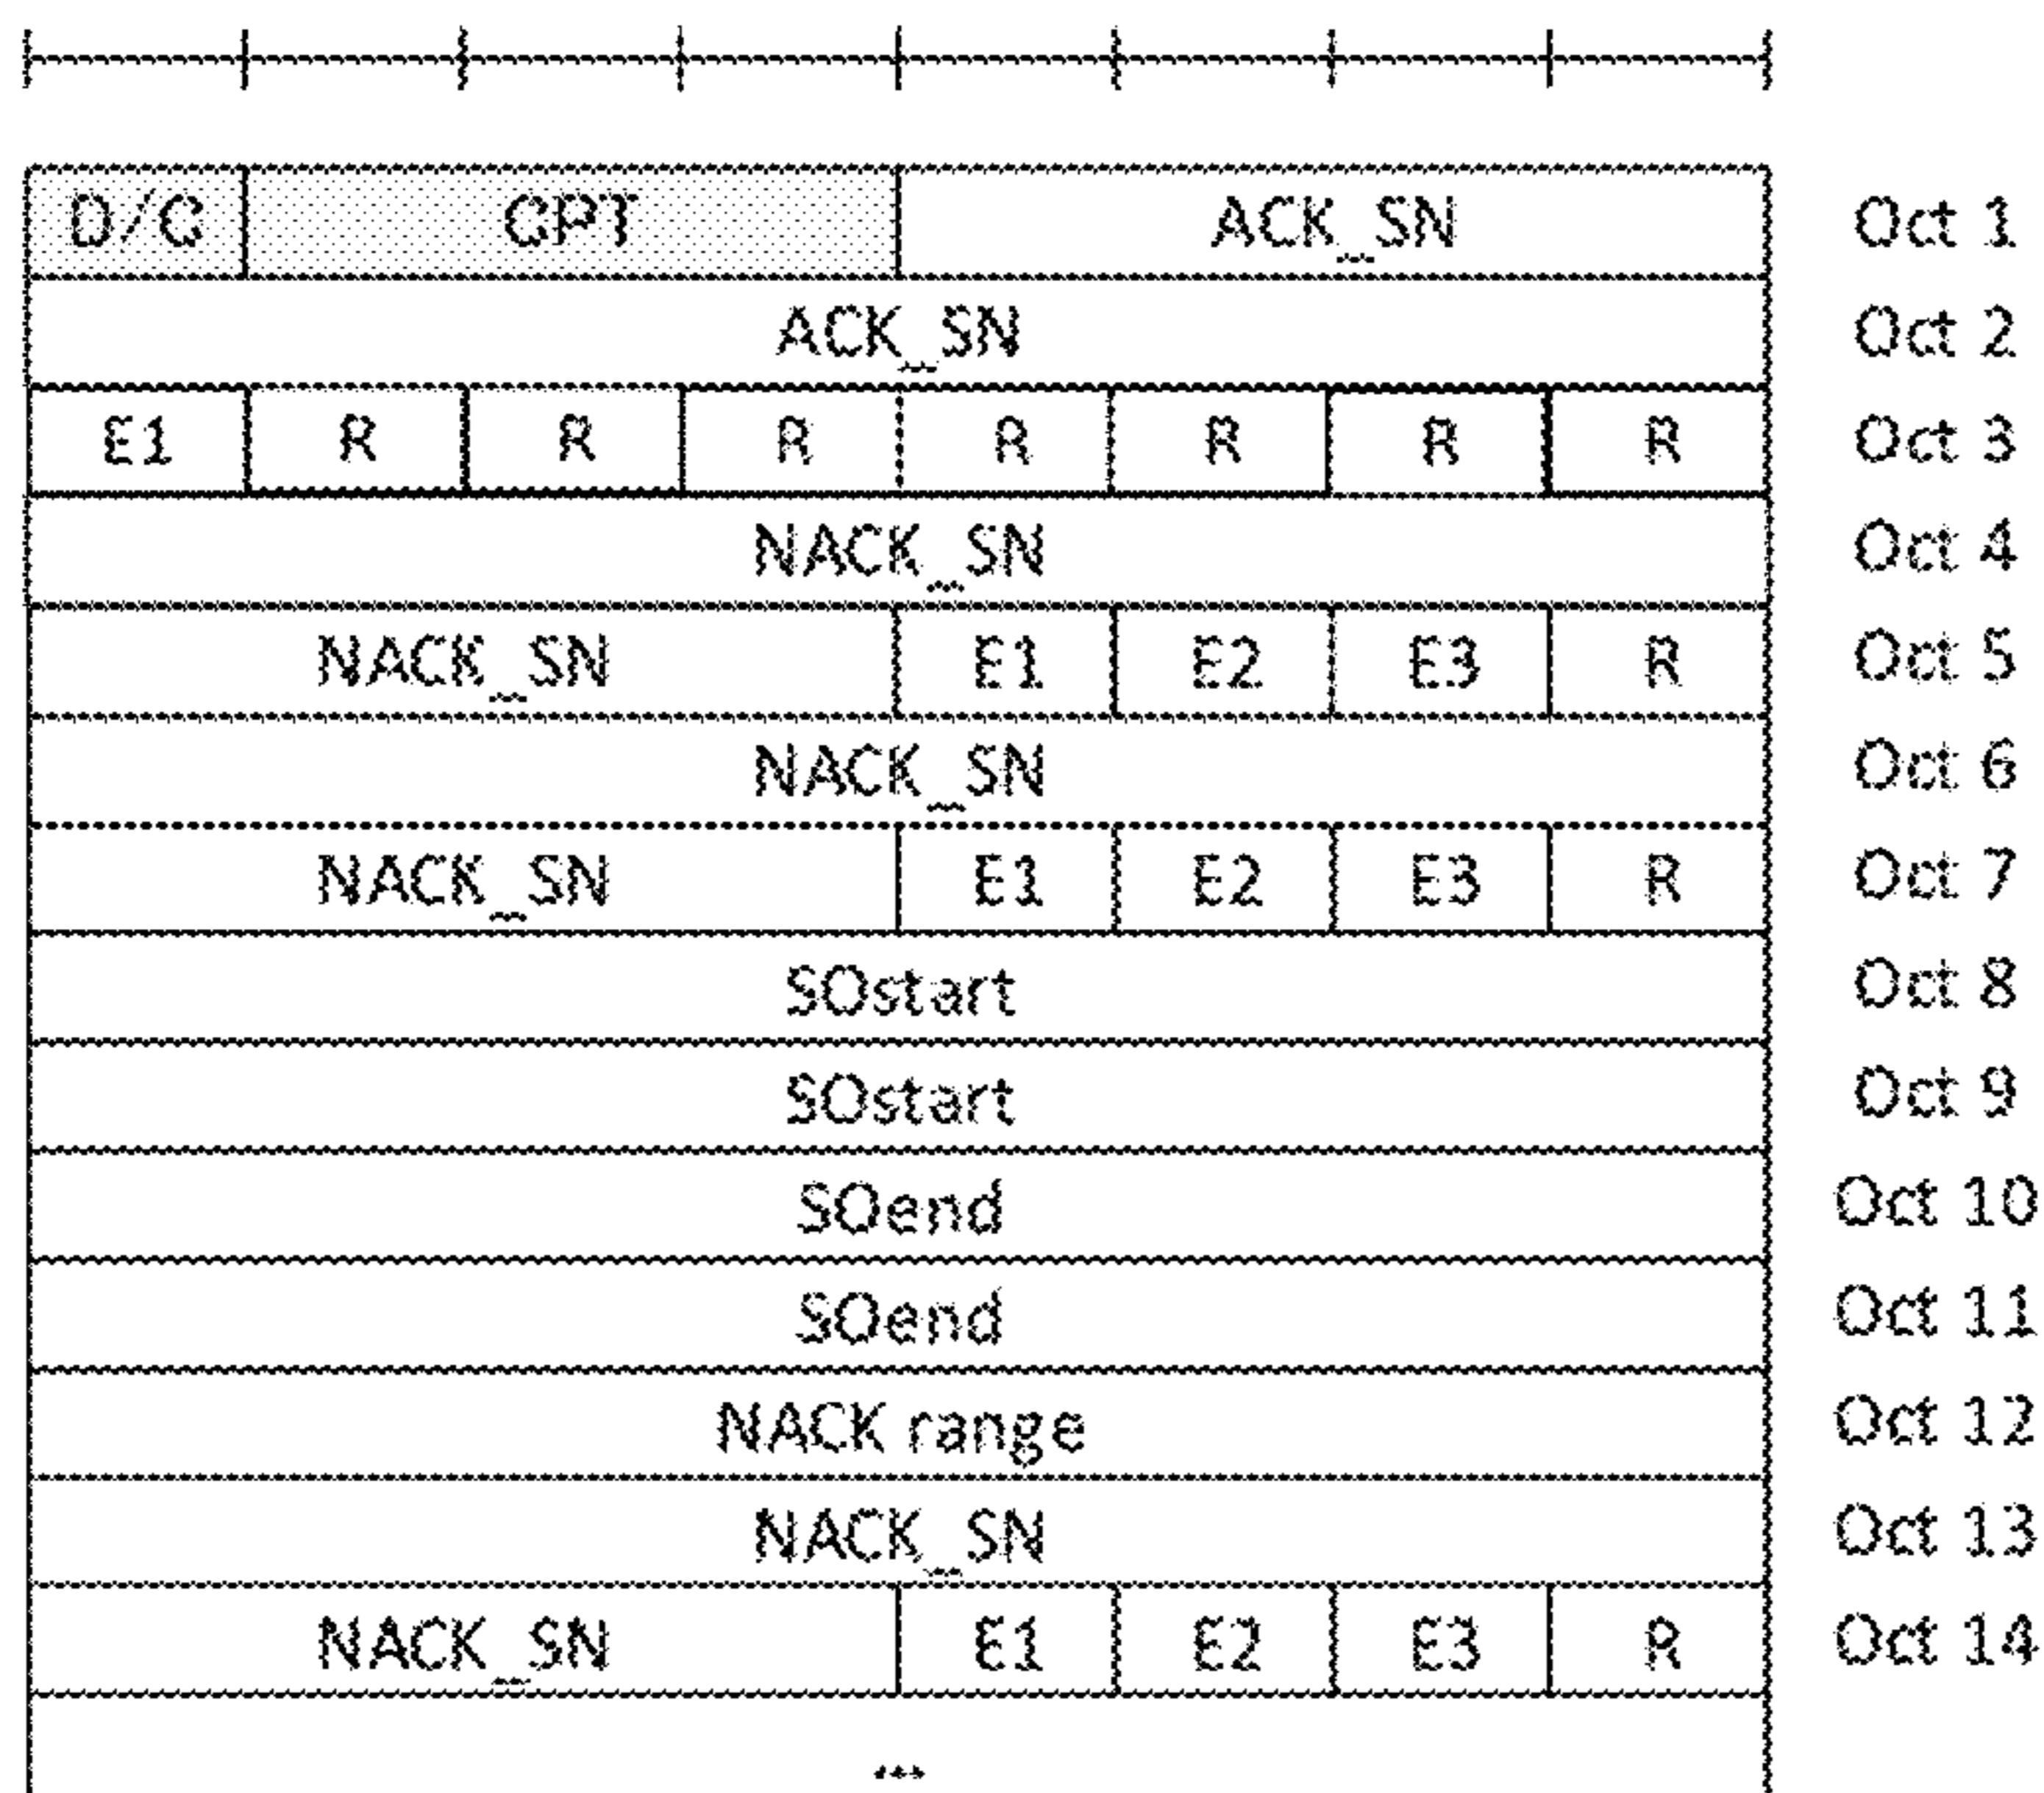 D/C CPT ACK_SN Oct 1
ACK_SN Oct 2
E1 R R R R R R R Oct 3
NACK_SN Oct 4
NACK_SN E1 E2 E3 R Oct 5
NACK_SN Oct 6
NACK_SN E1 E2 E3 R Oct 7
SOstart Oct 8
SOstart Oct 9
SOend Oct 10
SOend Oct 11
NACK range Oct 12
NACK_SN Oct 13
NACK_SN E1 E2 E3 R Oct 14
...